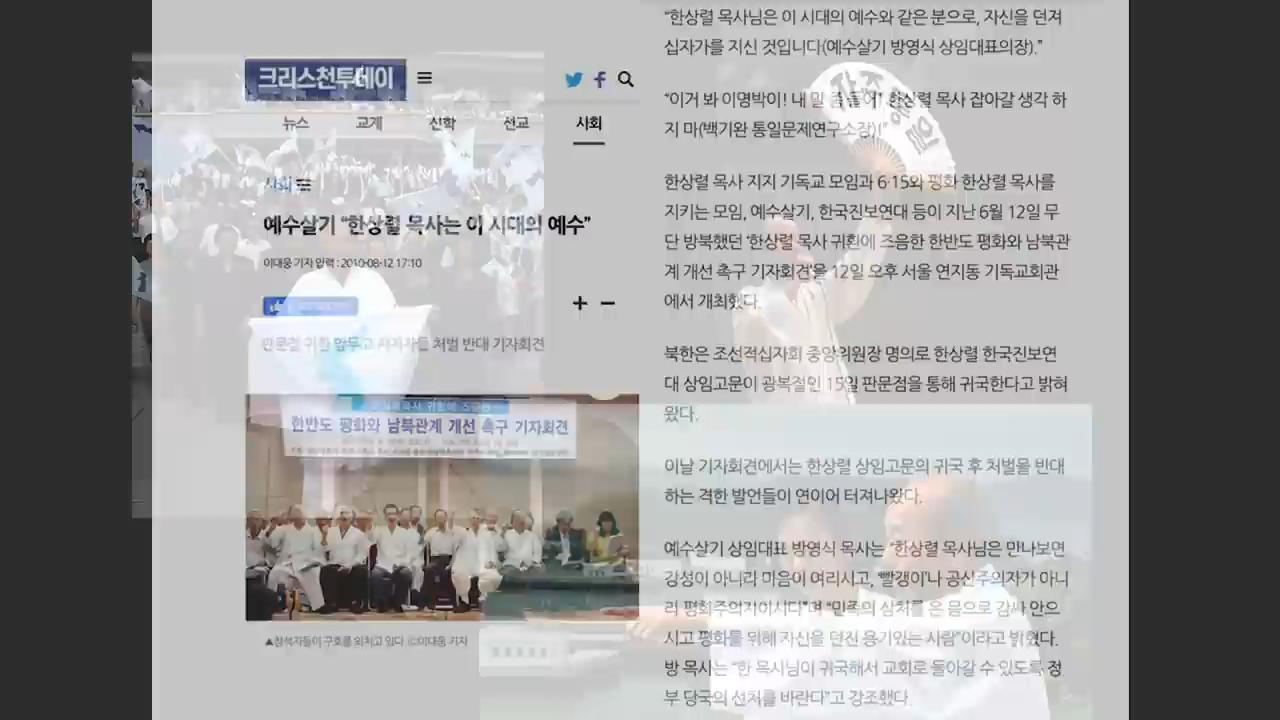 크리스천투데이
뉴스 교계 신학 선교 사회
사회
예수살기 “한상렬 목사는 이 시대의 예수”
이대웅 기자 입력 : 2010-08-12 17:10
판문점 귀환 앞두고 지지자들 처벌 반대 기자회견
한반도 평화와 남북관계 개선 촉구 기자회견
▲참석자들이 구호를 외치고 있다. ⓒ이대웅 기자
“한상렬 목사님은 이 시대의 예수와 같은 분으로, 자신을 던져
십자가를 지신 것입니다(예수살기 방영식 상임대표의장).”
“이거 봐 이명박이! 내 말 좀 들어! 한상렬 목사 잡아갈 생각 하
지 마(백기완 통일문제연구소장)!”
한상렬 목사 지지 기독교 모임과 6·15와 평화 한상렬 목사를
지키는 모임, 예수살기, 한국진보연대 등이 지난 6월 12일 무
단 방북했던 ‘한상렬 목사 귀환에 조음한 한반도 평화와 남북관
계 개선 촉구 기자회견’을 12일 오후 서울 연지동 기독교회관
에서 개최했다.
북한은 조선적십자회 중앙위원장 명의로 한상렬 한국진보연
대 상임고문이 광복절인 15일 판문점을 통해 귀국한다고 밝혀
왔다.
이날 기자회견에서는 한상렬 상임고문의 귀국 후 처벌을 반대
하는 격한 발언들이 연이어 터져나왔다.
예수살기 상임대표 방영식 목사는 “한상렬 목사님은 만나보면
강성이 아니라 마음이 여리시고, ‘빨갱이’나 공산주의자가 아니
라 평화주의자이시다”며 “민족의 상처를 온 몸으로 감싸 안으
시고 평화를 위해 자신을 던진 용기있는 사람”이라고 밝혔다.
방 목사는 “한 목사님이 귀국해서 교회로 돌아갈 수 있도록 정
부 당국의 선처를 바란다”고 강조했다.